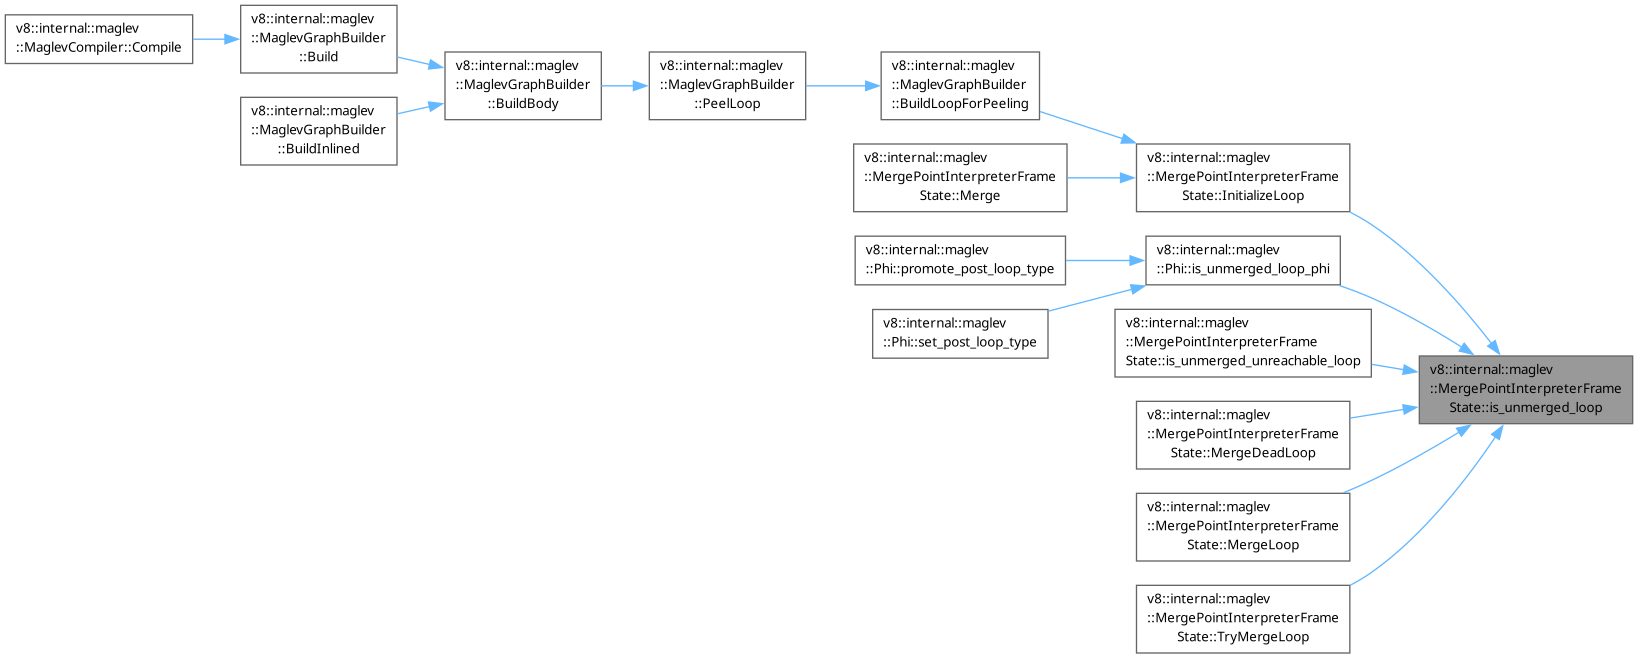 v8::internal::maglev
::MaglevCompiler::Compile
v8::internal::maglev
::MaglevGraphBuilder
::Build
v8::internal::maglev
::MaglevGraphBuilder
::BuildInlined
v8::internal::maglev
::MaglevGraphBuilder
::BuildBody
v8::internal::maglev
::MaglevGraphBuilder
::PeelLoop
v8::internal::maglev
::MaglevGraphBuilder
::BuildLoopForPeeling
v8::internal::maglev
::MergePointInterpreterFrame
State::Merge
v8::internal::maglev
::MergePointInterpreterFrame
State::InitializeLoop
v8::internal::maglev
::Phi::promote_post_loop_type
v8::internal::maglev
::Phi::is_unmerged_loop_phi
v8::internal::maglev
::Phi::set_post_loop_type
v8::internal::maglev
::MergePointInterpreterFrame
State::is_unmerged_unreachable_loop
v8::internal::maglev
::MergePointInterpreterFrame
State::is_unmerged_loop
v8::internal::maglev
::MergePointInterpreterFrame
State::MergeDeadLoop
v8::internal::maglev
::MergePointInterpreterFrame
State::MergeLoop
v8::internal::maglev
::MergePointInterpreterFrame
State::TryMergeLoop